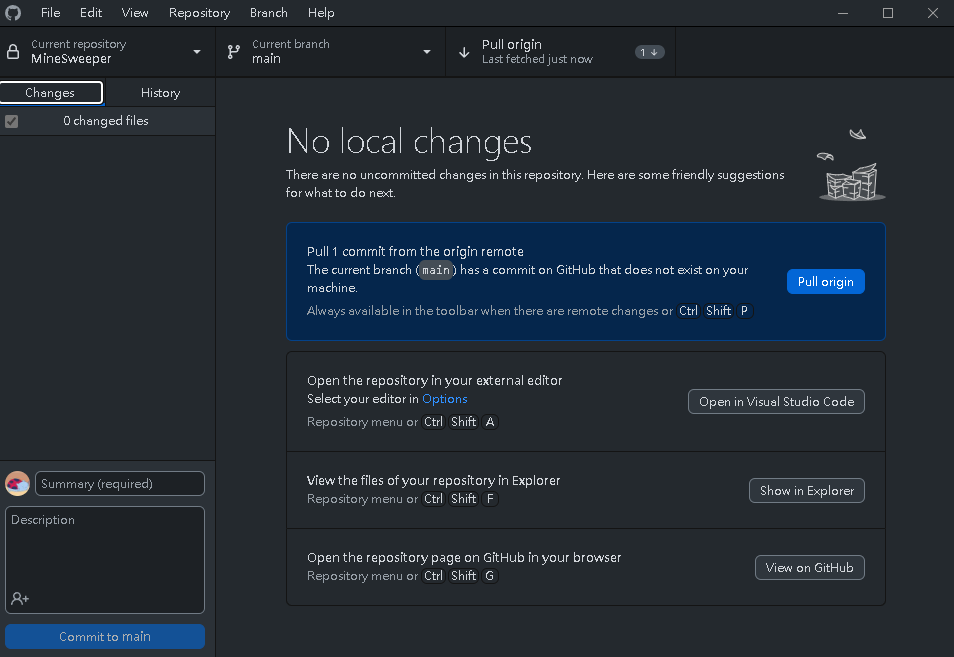 File Edit View Repository Branch Help
Current repository
MineSweeper
Current branch
main
Pull origin
Last fetched just now
1
Changes
History
0 changed files
No local changes
There are no uncommitted changes in this repository. Here are some friendly suggestions
for what to do next.
Pull 1 commit from the origin remote
The current branch (main) has a commit on GitHub that does not exist on your
machine.
Always available in the toolbar when there are remote changes or Ctrl Shift P
Pull origin
Open the repository in your external editor
Select your editor in Options
Repository menu or Ctrl Shift A
Open in Visual Studio Code
View the files of your repository in Explorer
Repository menu or Ctrl Shift F
Show in Explorer
Open the repository page on GitHub in your browser
Repository menu or Ctrl Shift G
View on GitHub
Summary (required)
Description
Commit to main